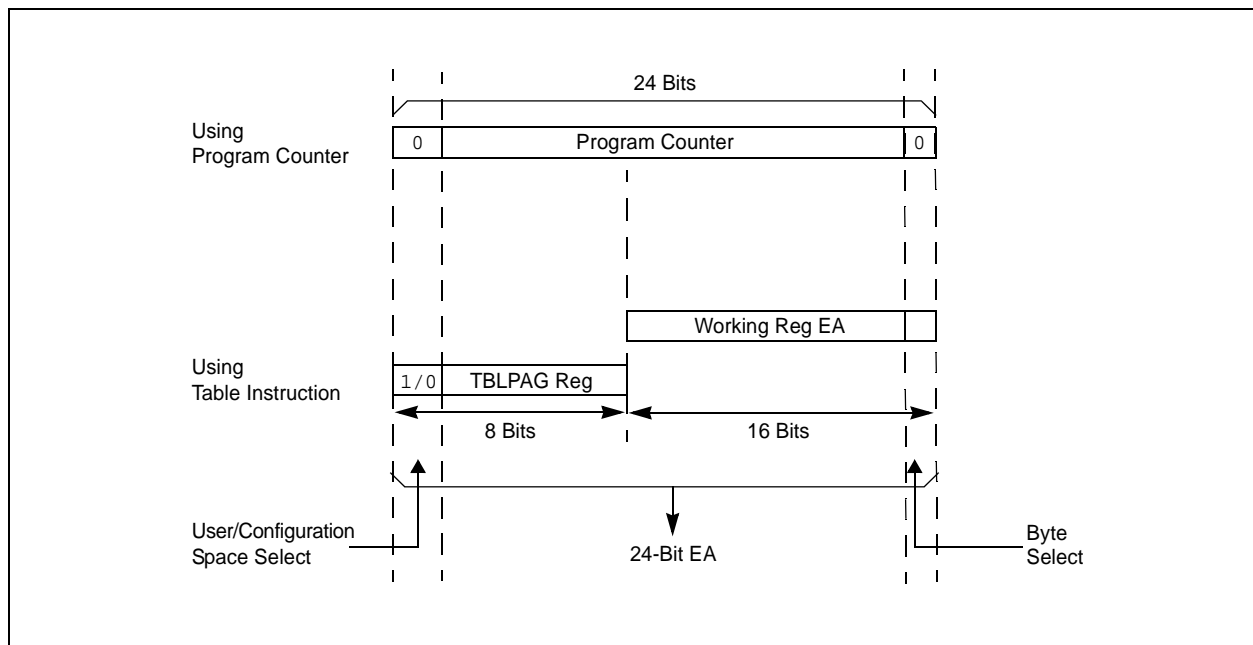 24 Bits
Using
Program Counter
0
Program Counter
0
Working Reg EA
Using
Table Instruction
1/0
TBLPAG Reg
8 Bits
16 Bits
User/Configuration
Space Select
24-Bit EA
Byte
Select